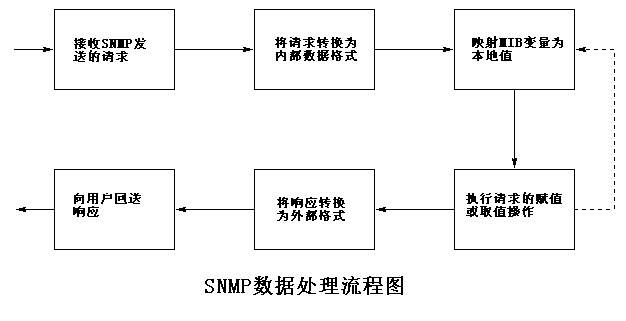 接收SNMP发
送的请求
将请求转换为
内部数据格式
映射MIB变量为
本地值
向用户回送
响应
将响应转换
为外部格式
执行请求的赋值
或取值操作
SNMP数据处理流程图